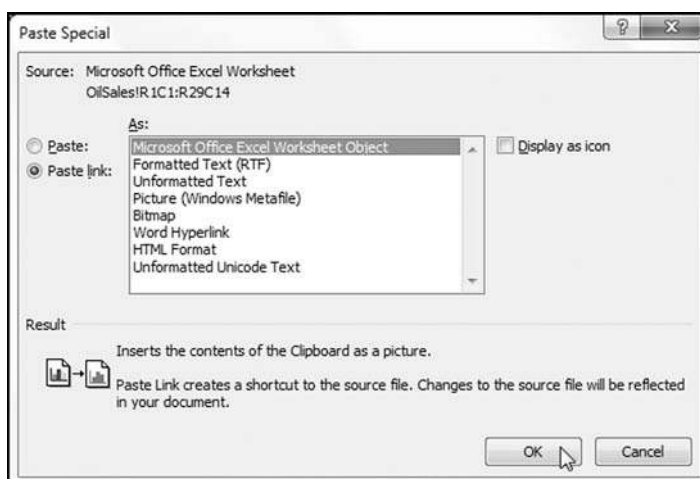 Paste Special
Source: Microsoft Office Excel Worksheet
OilSales!R1C1:R29C14
As:
Paste:
Paste link:
Microsoft Office Excel Worksheet Object
Formatted Text (RTF)
Unformatted Text
Picture (Windows Metafile)
Bitmap
Word Hyperlink
HTML Format
Unformatted Unicode Text
Display as icon
Result
Inserts the contents of the Clipboard as a picture.
Paste Link creates a shortcut to the source file. Changes to the source file will be reflected
in your document.
OK
Cancel